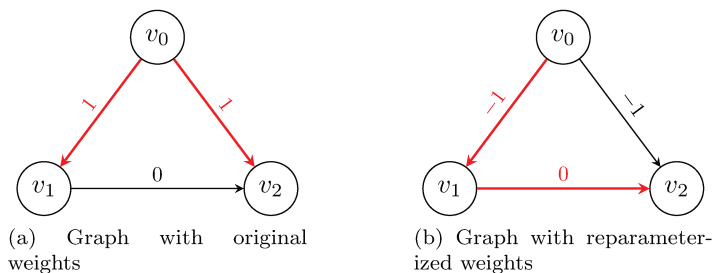 v0
v0
1
1
−1
−1
v1
0
v2
v1
0
v2
(a) Graph with original
weights
(b) Graph with reparameter-
ized weights